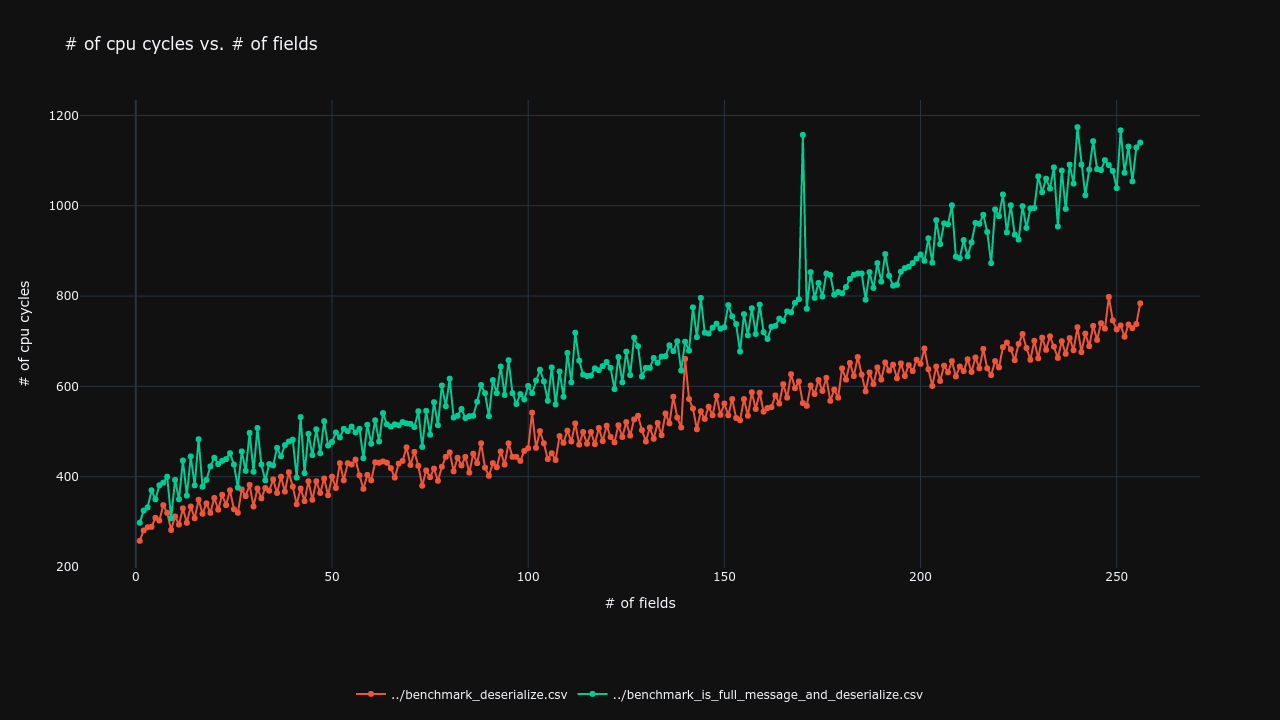 # of cpu cycles vs. # of fields
1200
1000
800
600
400
200
# of cpu cycles
0 50 100 150 200 250
# of fields
../benchmark_deserialize.csv ../benchmark_is_full_message_and_deserialize.csv